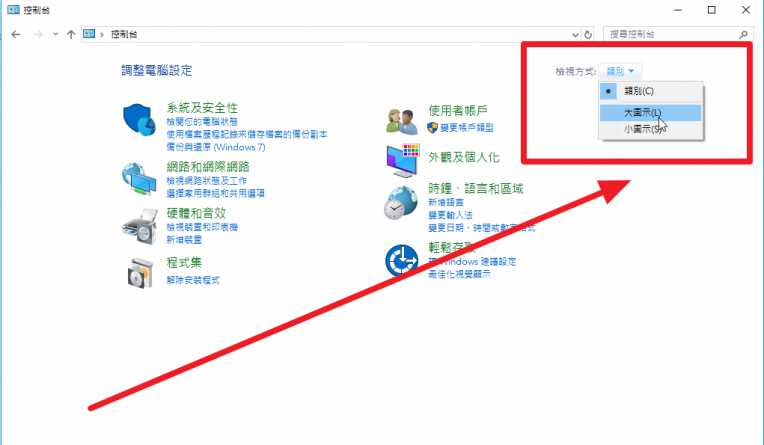 控制台
控制台
搜尋控制台
調整電腦設定
檢視方式: 類別
類別(C)
大圖示(L)
小圖示(S)
系統及安全性
檢閱您的電腦狀態
使用檔案歷程記錄來儲存檔案的備份副本
備份與還原 (Windows 7)
網路和網際網路
檢視網路狀態及工作
選擇家用群組和共用選項
硬體和音效
檢視裝置和印表機
新增裝置
程式集
解除安裝程式
使用者帳戶
變更帳戶類型
外觀及個人化
時鐘、語言和區域
新增語言
變更輸入法
變更日期、時間或數字格式
輕鬆存取
Windows 建議設定
最佳化視覺顯示